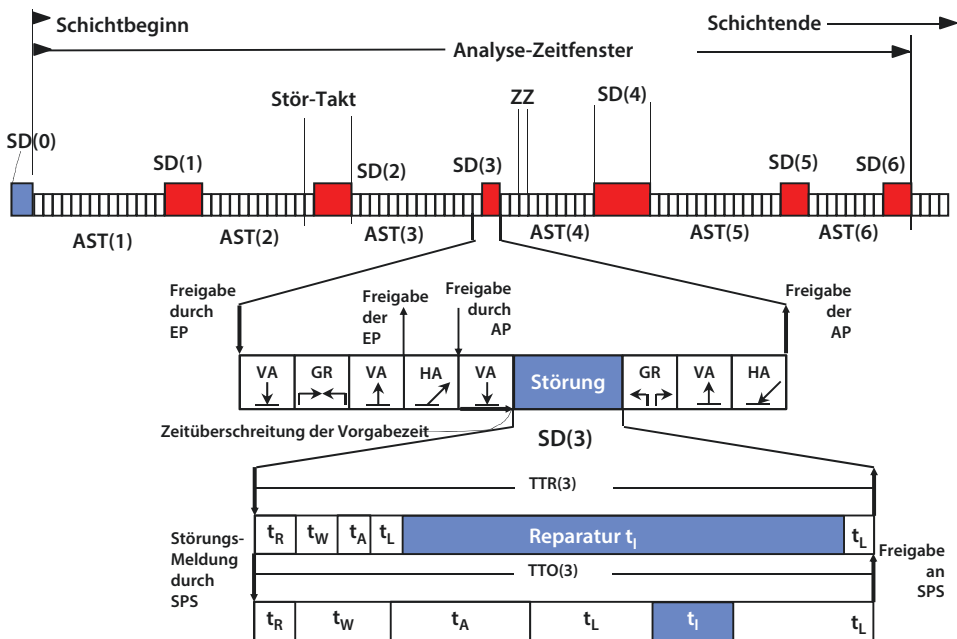 Schichtbeginn
Schichtende
Analyse-Zeitfenster
Stör-Takt
ZZ
SD(4)
SD(0)
SD(1)
SD(2)
SD(3)
SD(5)
SD(6)
AST(1)
AST(2)
AST(3)
AST(4)
AST(5)
AST(6)
Freigabe
durch
EP
Freigabe
der
EP
Freigabe
durch
AP
Freigabe
der
AP
VA
GR
VA
HA
VA
Störung
GR
VA
HA
Zeitüberschreitung der Vorgabezeit
SD(3)
TTR(3)
tR tW tA tL Reparatur tI tL
Störungs-
Meldung
durch
SPS
Freigabe
an
SPS
TTO(3)
tR tW tA tL tI tL